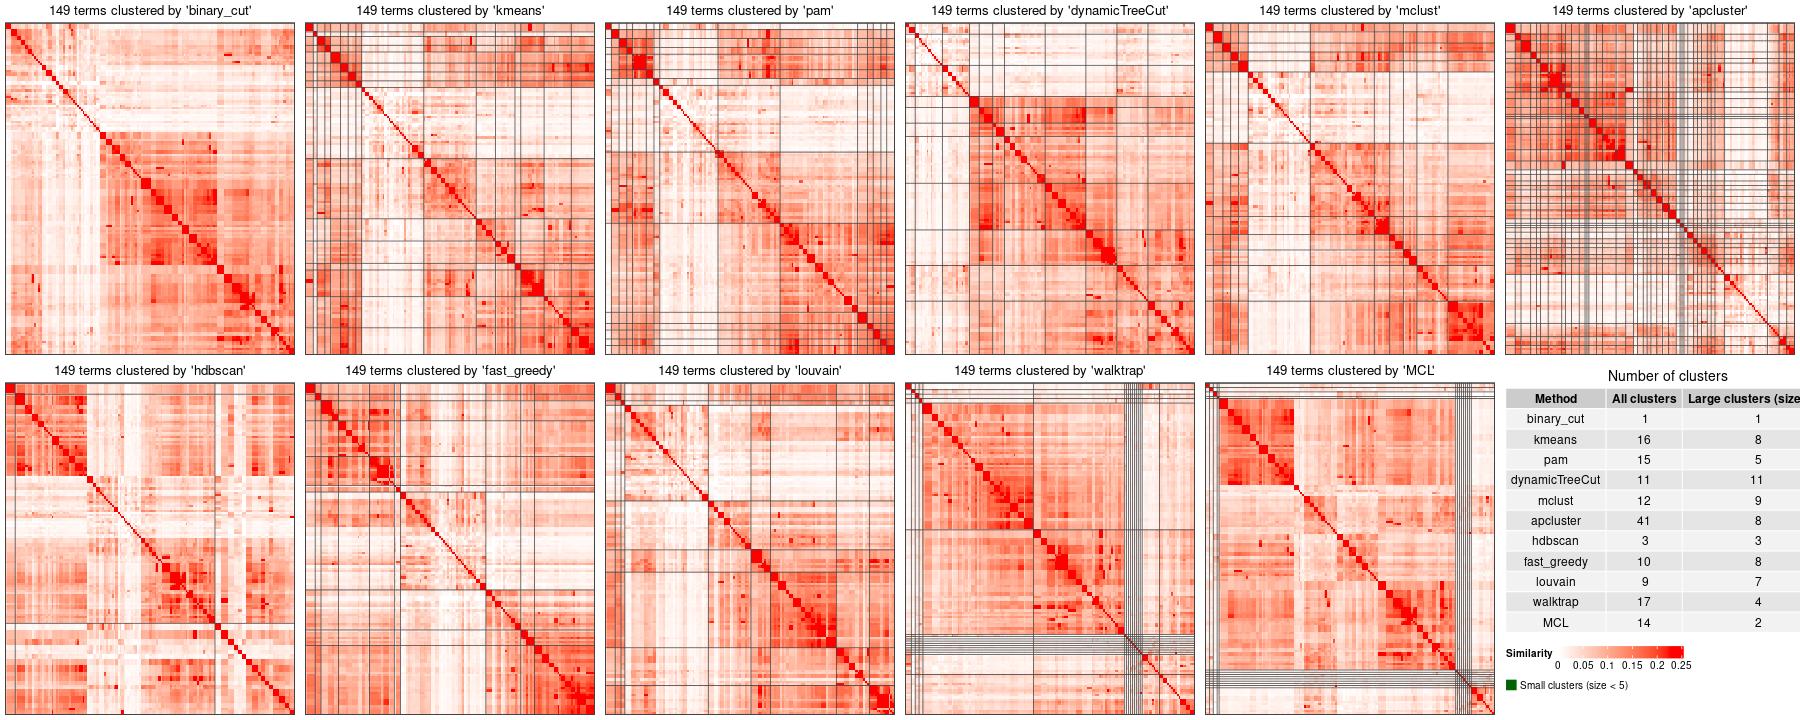 149 terms clustered by 'binary_cut'
149 terms clustered by 'kmeans'
149 terms clustered by 'pam'
149 terms clustered by 'dynamicTreeCut'
149 terms clustered by 'mclust'
149 terms clustered by 'apcluster'
149 terms clustered by 'hdbscan'
149 terms clustered by 'fast_greedy'
149 terms clustered by 'louvain'
149 terms clustered by 'walktrap'
149 terms clustered by 'MCL'
Number of clusters
Method All clusters Large clusters (size
binary_cut 1 1
kmeans 16 8
pam 15 5
dynamicTreeCut 11 11
mclust 12 9
apcluster 41 8
hdbscan 3 3
fast_greedy 10 8
louvain 9 7
walktrap 17 4
MCL 14 2
Similarity
0 0.05 0.1 0.15 0.2 0.25
Small clusters (size < 5)